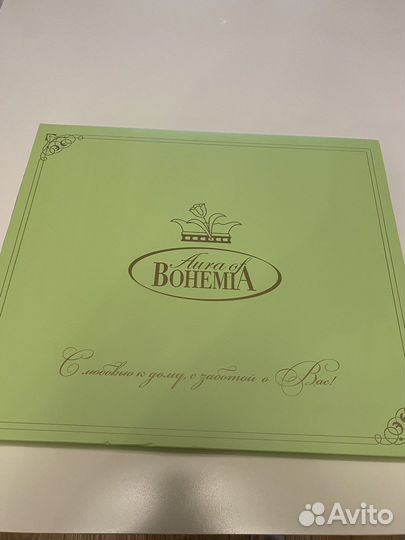 Aura of
BOHEMIA
С любовью к дому, с заботой о Вас!
Avito